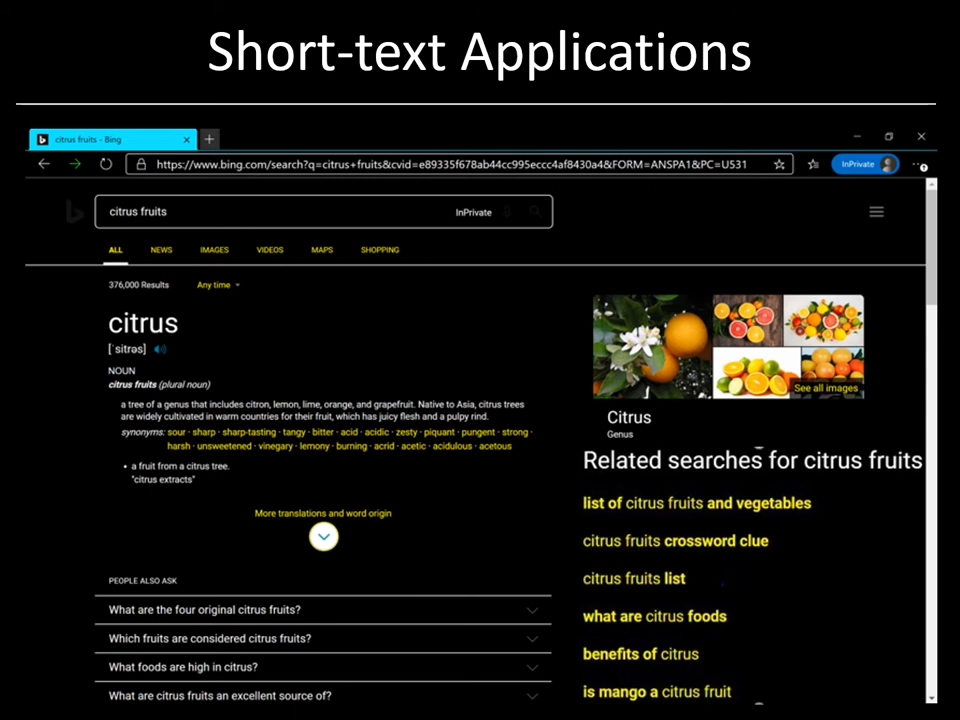 Short-text Applications
citrus fruits - Bing
https://www.bing.com/search?q=citrus+fruits&cvid=e89335f678ab44cc995eccc4af8430a4&FORM=ANSPA1&PC=U531
InPrivate
citrus fruits
InPrivate
ALL NEWS IMAGES VIDEOS MAPS SHOPPING
376,000 Results Any time
citrus
[ˈsitrəs]
NOUN
citrus fruits (plural noun)
a tree of a genus that includes citron, lemon, lime, orange, and grapefruit. Native to Asia, citrus trees
are widely cultivated in warm countries for their fruit, which has juicy flesh and a pulpy rind.
synonyms: sour · sharp · sharp-tasting · tangy · bitter · acid · acidic · zesty · piquant · pungent · strong ·
harsh · unsweetened · vinegary · lemony · burning · acrid · acetic · acidulous · acetous
• a fruit from a citrus tree.
"citrus extracts"
More translations and word origin
PEOPLE ALSO ASK
What are the four original citrus fruits?
Which fruits are considered citrus fruits?
What foods are high in citrus?
What are citrus fruits an excellent source of?
See all images
Citrus
Genus
Related searches for citrus fruits
list of citrus fruits and vegetables
citrus fruits crossword clue
citrus fruits list
what are citrus foods
benefits of citrus
is mango a citrus fruit